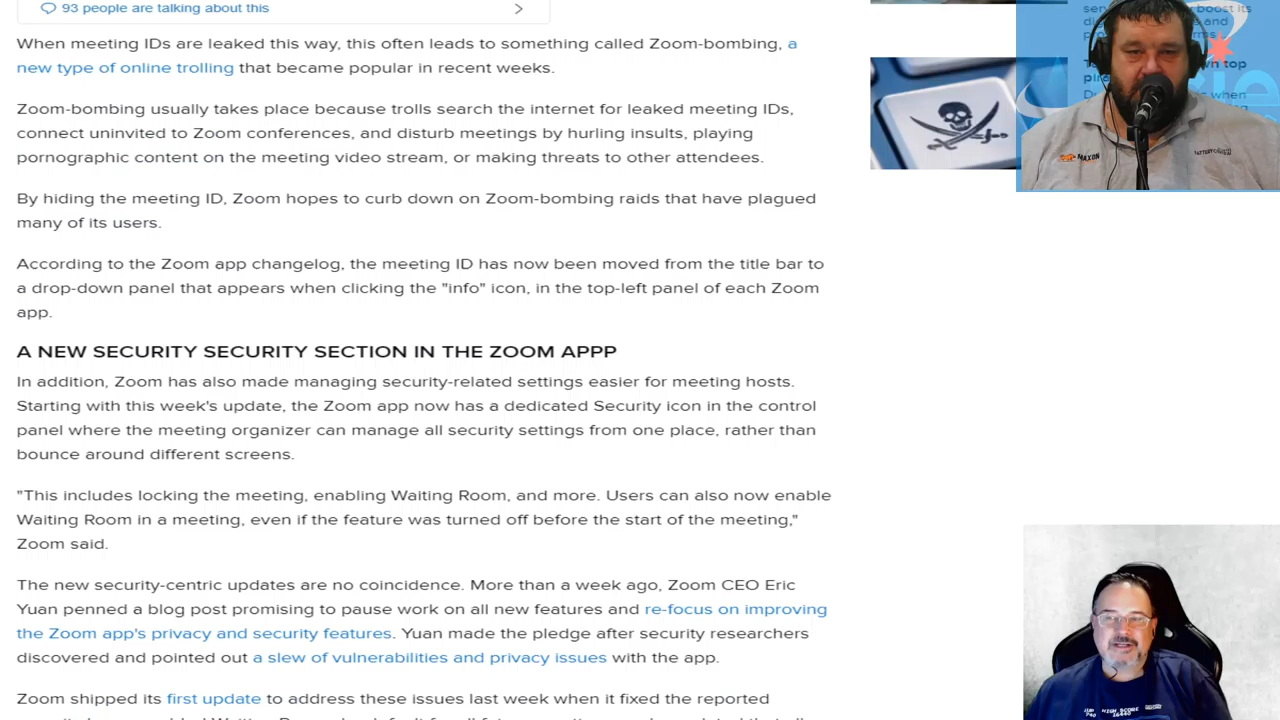 93 people are talking about this
When meeting IDs are leaked this way, this often leads to something called Zoom-bombing, a
new type of online trolling that became popular in recent weeks.
Zoom-bombing usually takes place because trolls search the internet for leaked meeting IDs,
connect uninvited to Zoom conferences, and disturb meetings by hurling insults, playing
pornographic content on the meeting video stream, or making threats to other attendees.
By hiding the meeting ID, Zoom hopes to curb down on Zoom-bombing raids that have plagued
many of its users.
According to the Zoom app changelog, the meeting ID has now been moved from the title bar to
a drop-down panel that appears when clicking the "info" icon, in the top-left panel of each Zoom
app.
A NEW SECURITY SECURITY SECTION IN THE ZOOM APPP
In addition, Zoom has also made managing security-related settings easier for meeting hosts.
Starting with this week's update, the Zoom app now has a dedicated Security icon in the control
panel where the meeting organizer can manage all security settings from one place, rather than
bounce around different screens.
"This includes locking the meeting, enabling Waiting Room, and more. Users can also now enable
Waiting Room in a meeting, even if the feature was turned off before the start of the meeting,"
Zoom said.
The new security-centric updates are no coincidence. More than a week ago, Zoom CEO Eric
Yuan penned a blog post promising to pause work on all new features and re-focus on improving
the Zoom app's privacy and security features. Yuan made the pledge after security researchers
discovered and pointed out a slew of vulnerabilities and privacy issues with the app.
Zoom shipped its first update to address these issues last week when it fixed the reported
boost its
and
top
when
MAXON
HIGH SCORE
16440